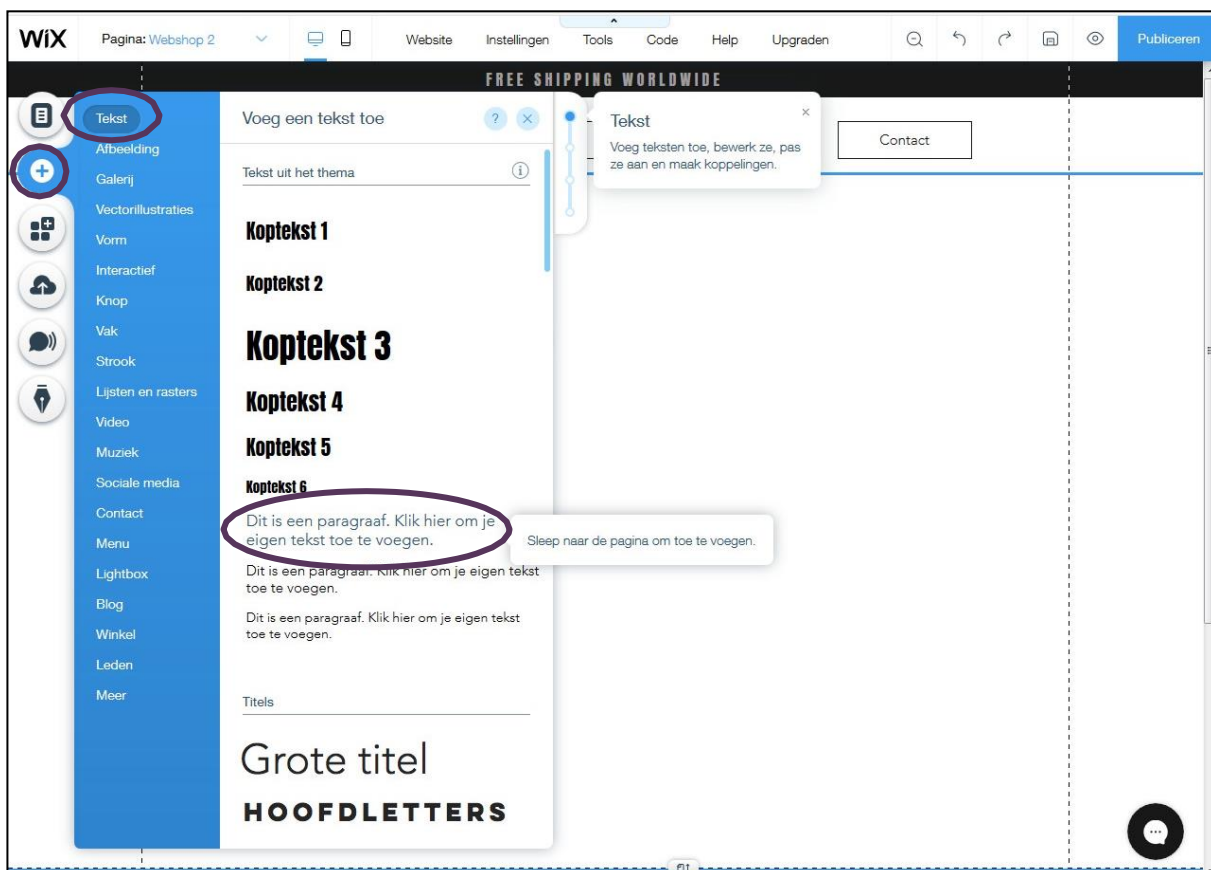 WiX Pagina: Webshop 2 Website Instellingen Tools Code Help Upgraden Publiceren
FREE SHIPPING WORLDWIDE
Tekst
Afbeelding
Galerij
Vectorillustraties
Vorm
Interactief
Knop
Vak
Strook
Lijsten en rasters
Video
Muziek
Sociale media
Contact
Menu
Lightbox
Blog
Winkel
Leden
Meer
Voeg een tekst toe ? ×
Tekst uit het thema i
Koptekst 1
Koptekst 2
Koptekst 3
Koptekst 4
Koptekst 5
Koptekst 6
Dit is een paragraaf. Klik hier om je
eigen tekst toe te voegen.
Dit is een paragraaf. Klik hier om je eigen tekst
toe te voegen.
Dit is een paragraaf. Klik hier om je eigen tekst
toe te voegen.
Titels
Grote titel
HOOFDLETTERS
Tekst ×
Voeg teksten toe, bewerk ze, pas
ze aan en maak koppelingen.
Contact
Sleep naar de pagina om toe te voegen.